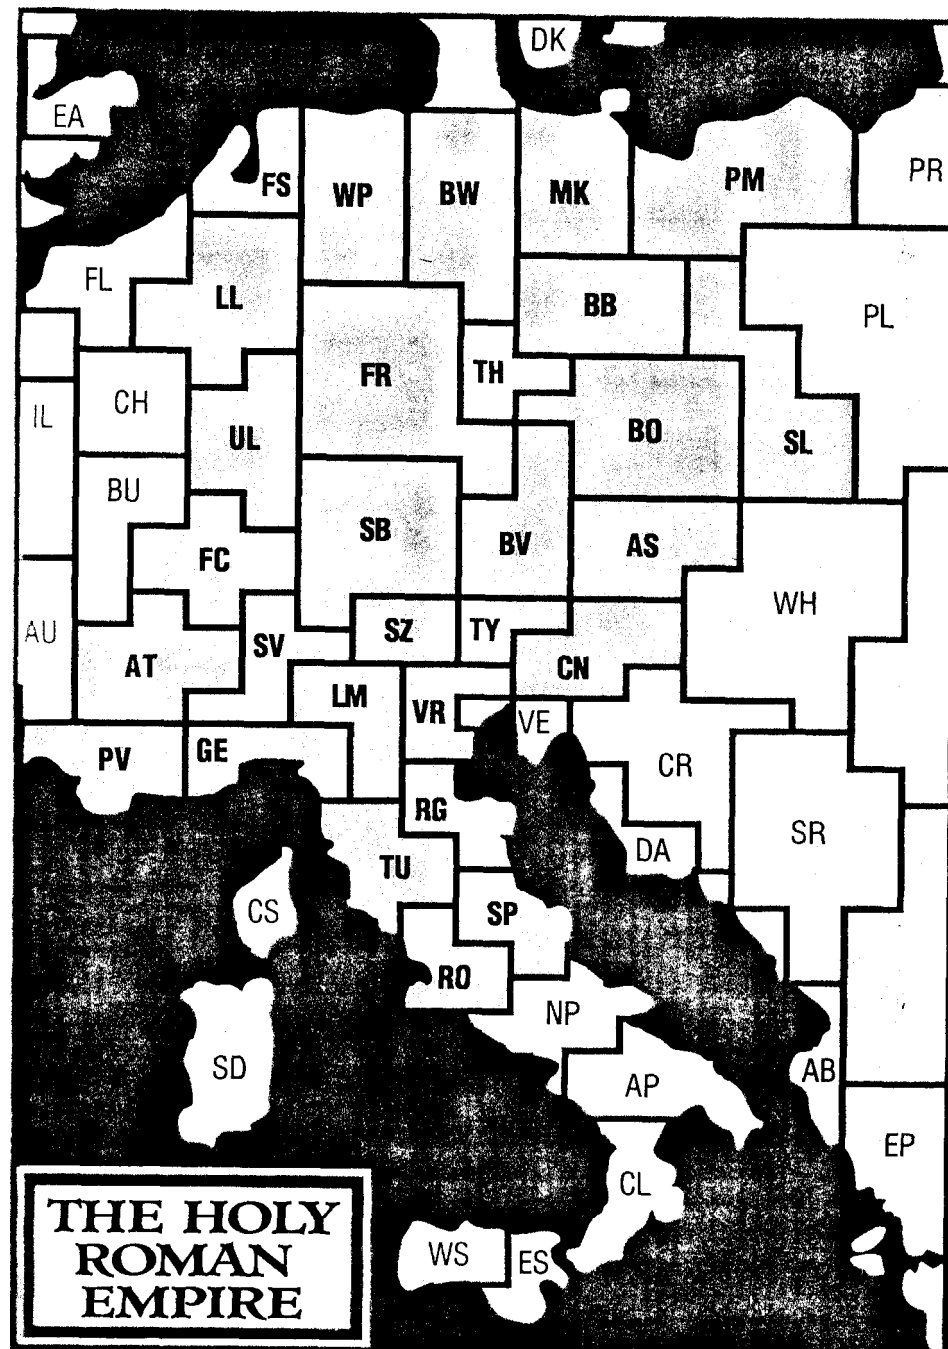 DK
EA
FS
WP
BW
MK
PM
PR
FL
LL
BB
PL
FR
TH
IL
CH
UL
BO
SL
BU
SB
BV
AS
FC
WH
AU
AT
SV
SZ
TY
CN
LM
VR
VE
PV
GE
CR
RG
SR
DA
TU
CS
SP
RO
NP
SD
AP
AB
EP
CL
WS
ES
THE HOLY
ROMAN
EMPIRE